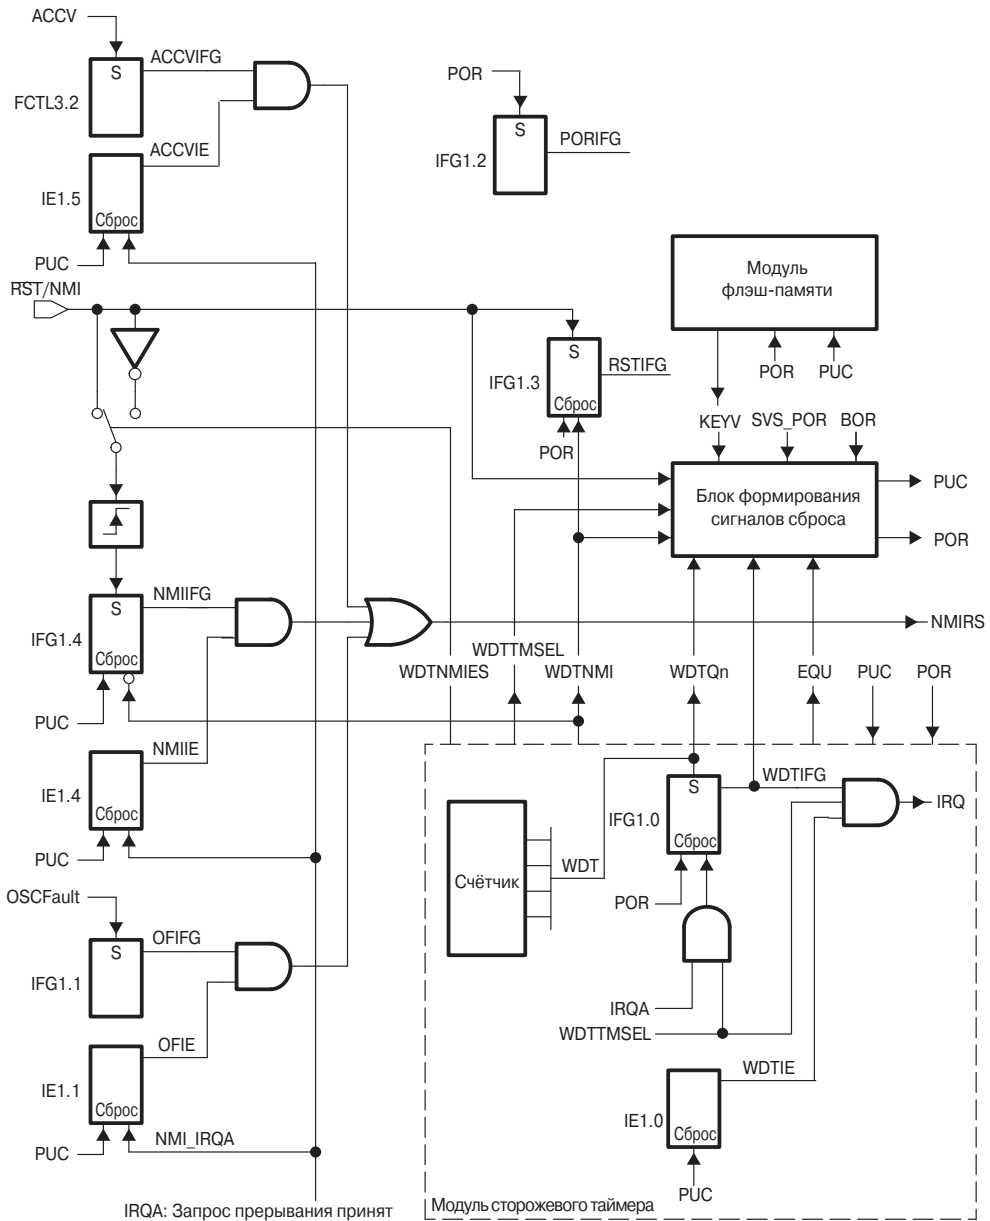 ACCV
S
ACCVIFG
FCTL3.2
ACCVIE
IE1.5
Сброс
PUC
POR
S
PORIFG
IFG1.2
RST/NMI
Модуль
флэш-памяти
POR
PUC
S
RSTIFG
IFG1.3
Сброс
POR
KEYV
SVS_POR
BOR
Блок формирования
сигналов сброса
PUC
POR
S
NMIIFG
IFG1.4
Сброс
PUC
NMIRS
WDTNMIES
WDTTMSEL
WDTNMI
WDTQn
EQU
PUC
POR
NMIIE
IE1.4
Сброс
PUC
OSCFault
S
OFIFG
IFG1.1
OFIE
IE1.1
Сброс
PUC
NMI_IRQA
IRQA: Запрос прерывания принят
Счётчик
WDT
S
WDTIFG
IFG1.0
Сброс
POR
IRQ
IRQA
WDTTMSEL
WDTIE
IE1.0
Сброс
PUC
Модуль сторожевого таймера